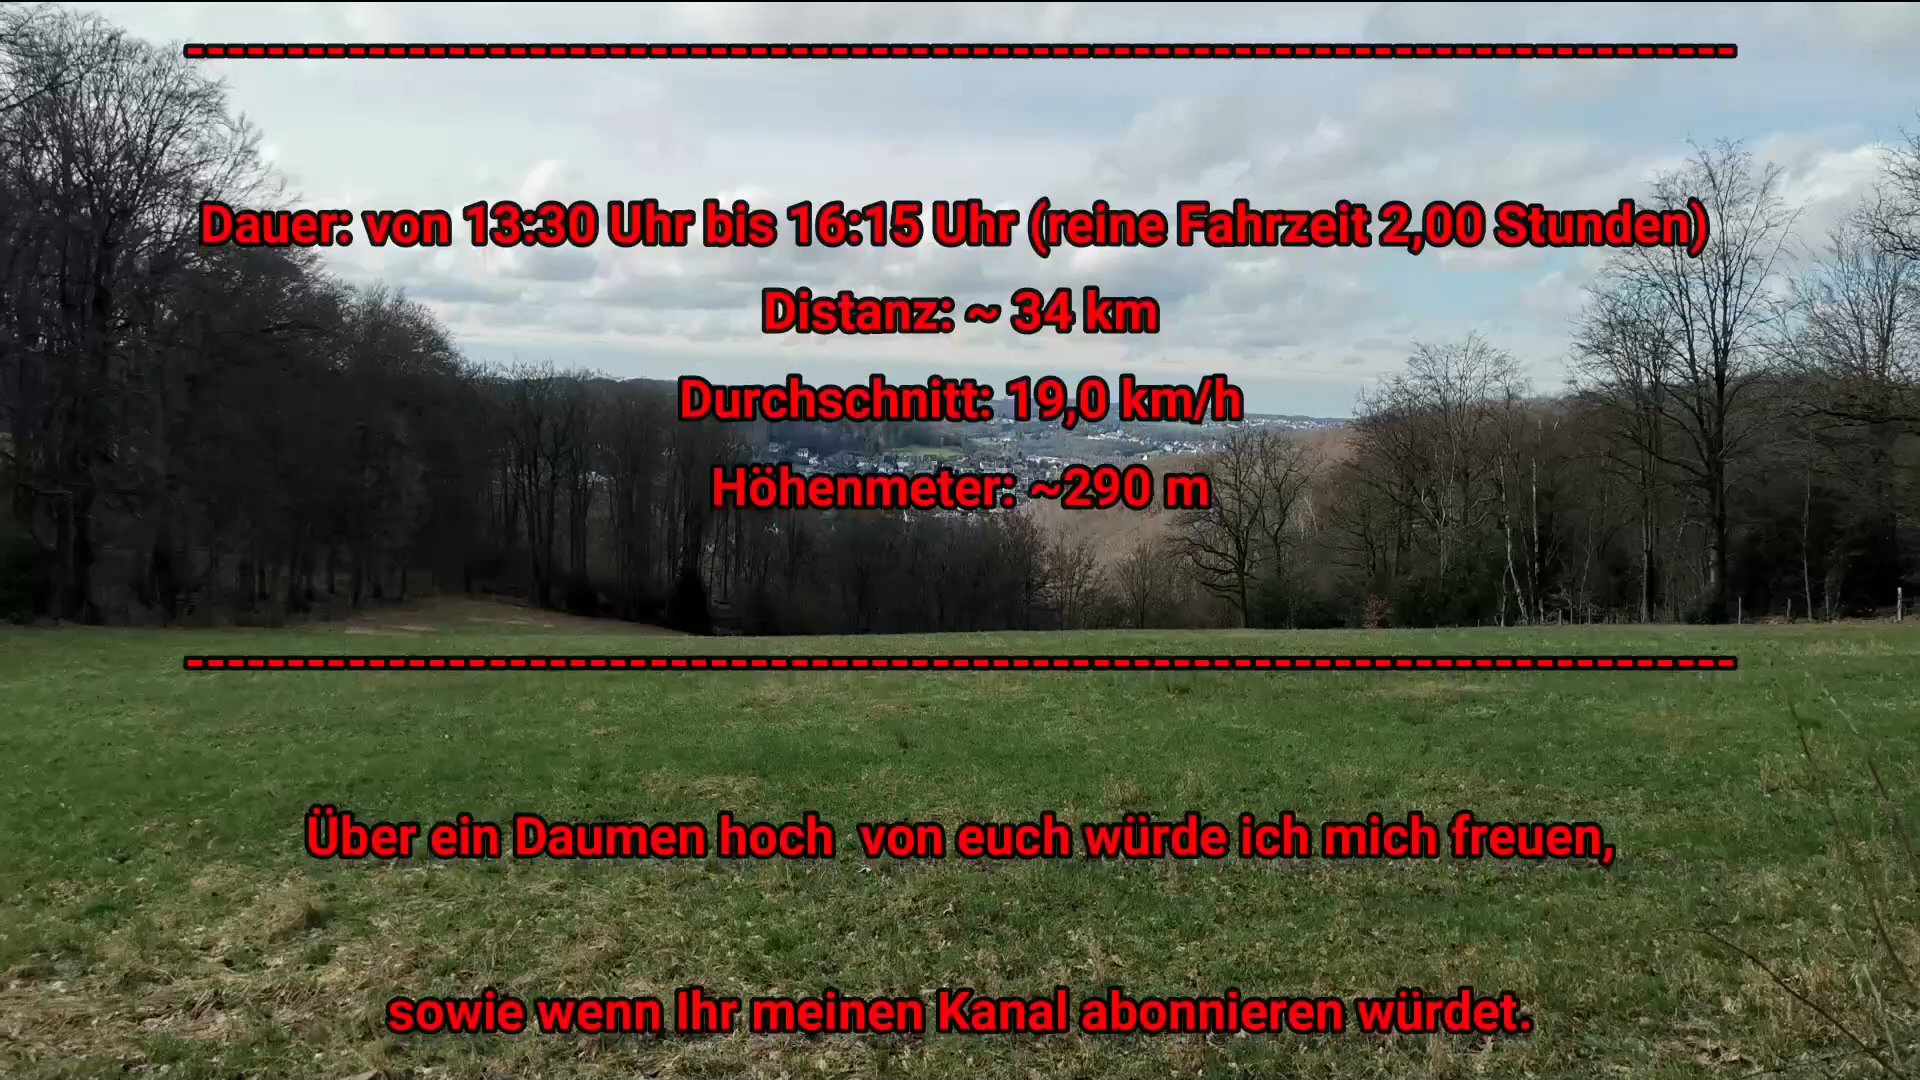 Dauer: von 13:30 Uhr bis 16:15 Uhr (reine Fahrzeit 2,00 Stunden)
Distanz: ~ 34 km
Durchschnitt: 19,0 km/h
Höhenmeter: ~290 m
Über ein Daumen hoch  von euch würde ich mich freuen,
sowie wenn Ihr meinen Kanal abonnieren würdet.